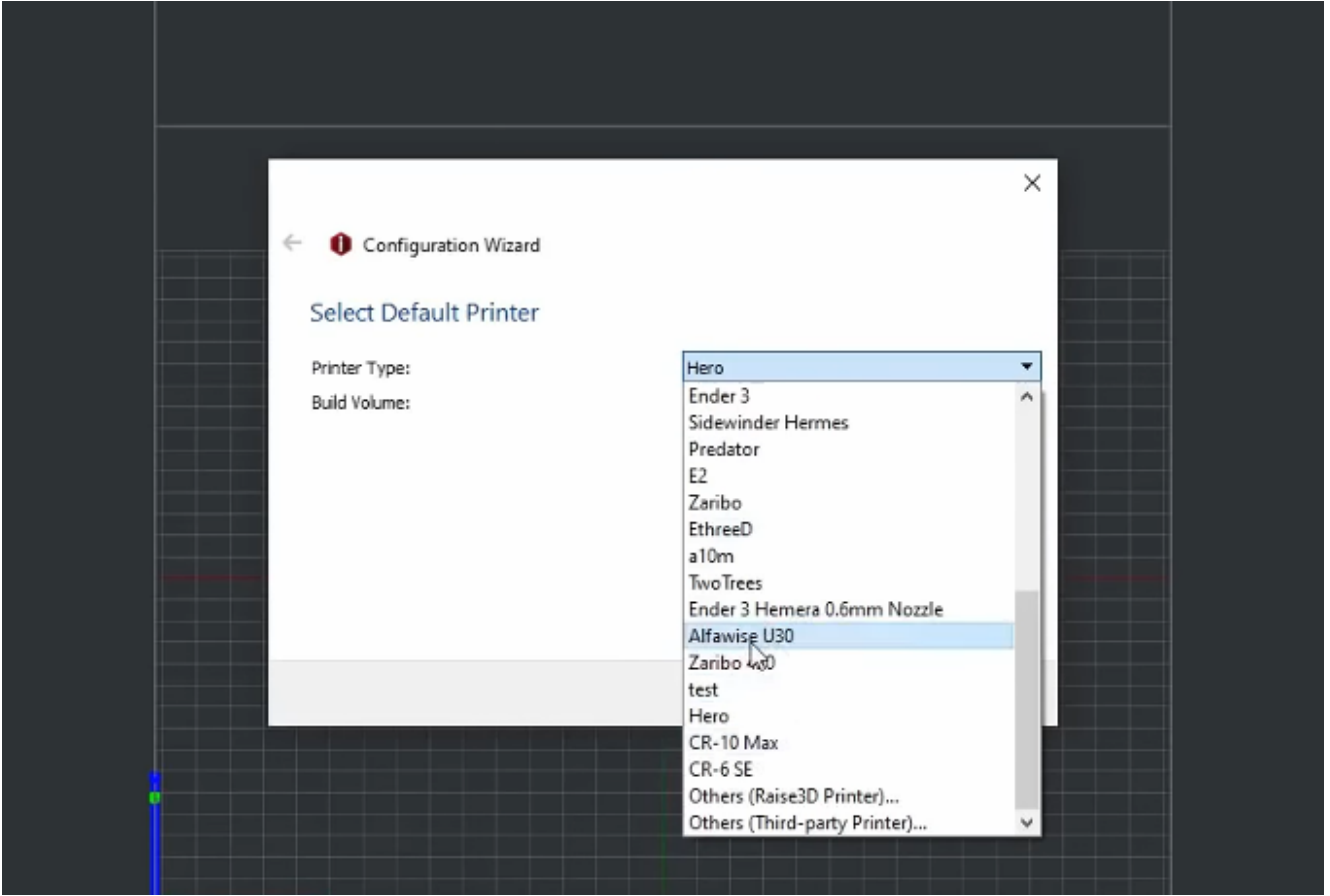 Configuration Wizard
Select Default Printer
Printer Type:
Hero
Build Volume:
Ender 3
Sidewinder Hermes
Predator
E2
Zaribo
EthreeD
a10m
TwoTrees
Ender 3 Hemera 0.6mm Nozzle
Alfawise U30
Zaribo
test
Hero
CR-10 Max
CR-6 SE
Others (Raise3D Printer)...
Others (Third-party Printer)...